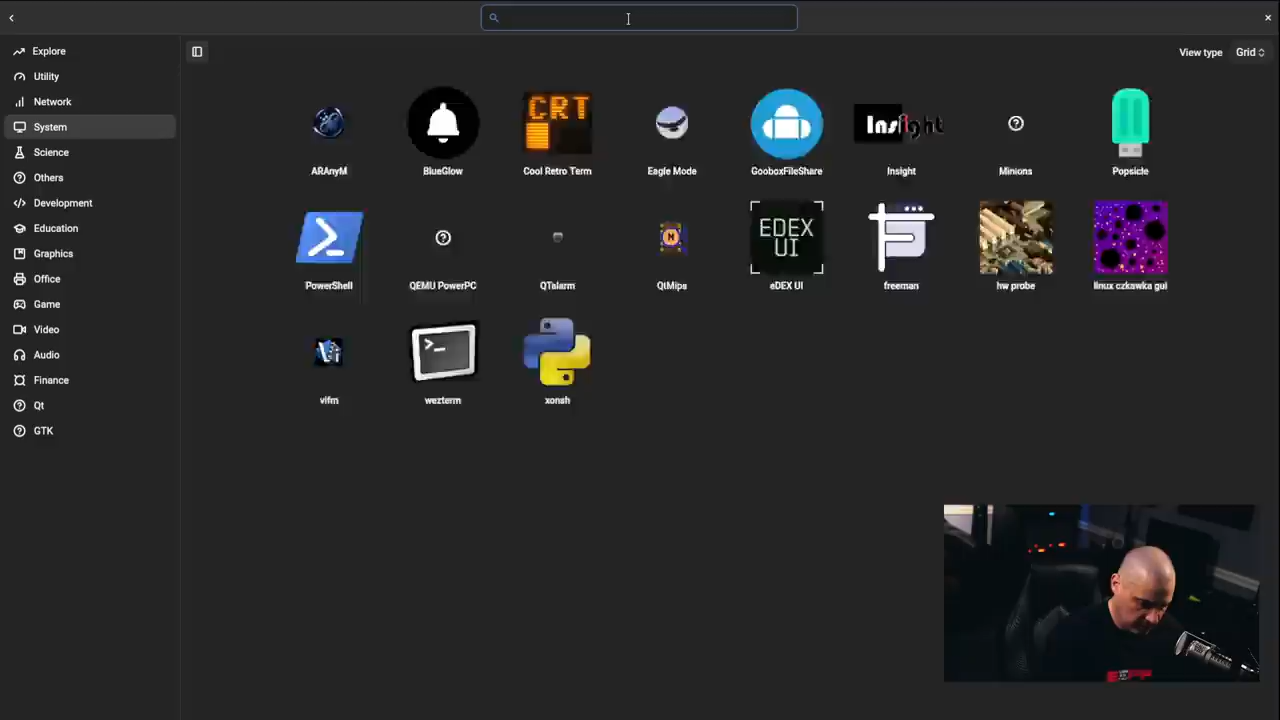 View type Grid
Explore
Utility
Network
System
Science
Others
Development
Education
Graphics
Office
Game
Video
Audio
Finance
Qt
GTK
CRT
Insight
ARAnyM BlueGlow Cool Retro Term Eagle Mode GooboxFileShare Insight Minions Popsicle
N
EDEX
UI
PowerShell QEMU PowerPC QTalarm QtMips eDEX UI freeman hw probe linux czkawka gui
Vi
vifm wezterm xonsh